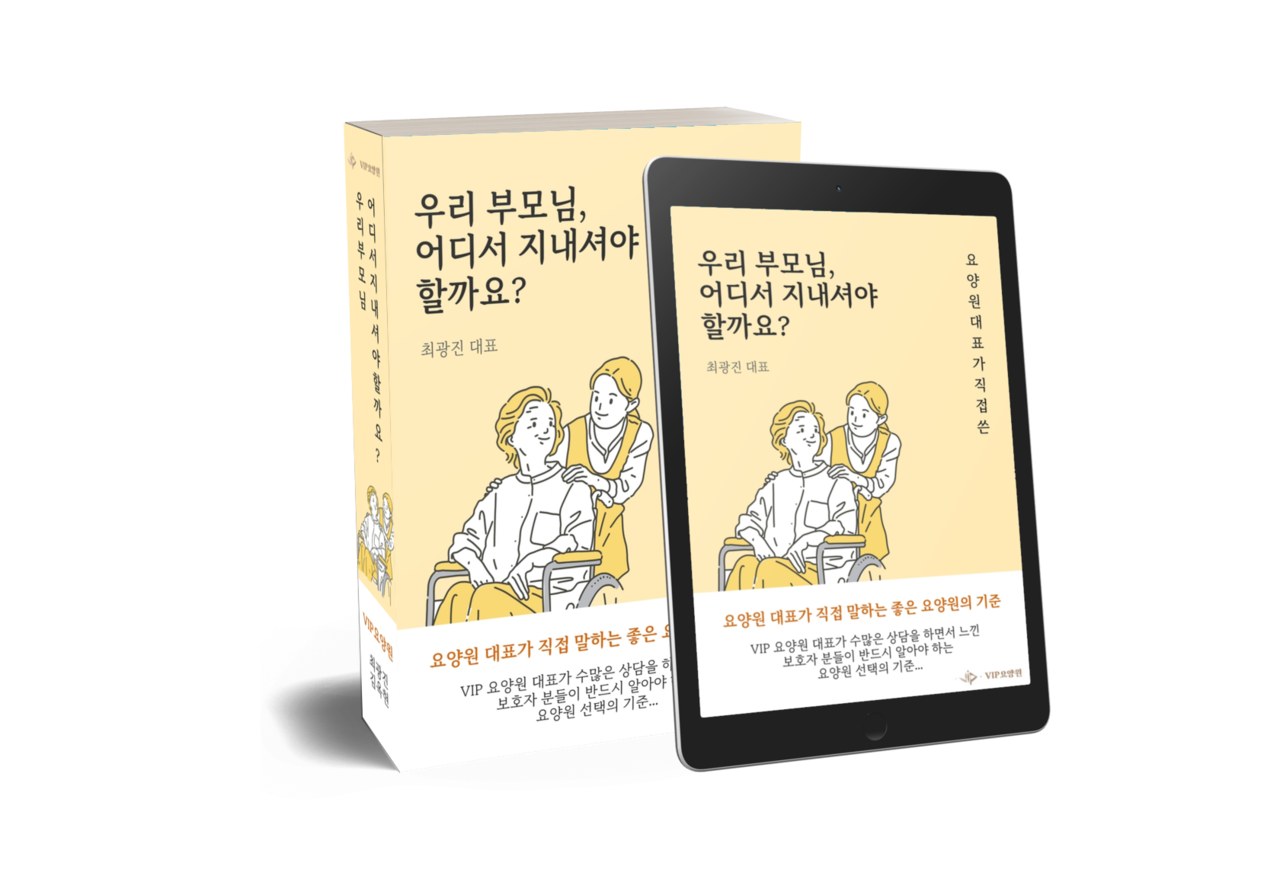 VIP요양원
우리부모님
어디서지내셔야할까요?
VIP요양원
최광진
우리 부모님,
어디서 지내셔야
할까요?
최광진 대표
요양원 대표가 직접 말하는 좋은
VIP 요양원 대표가 수많은 상담을
보호자 분들이 반드시 알아야
요양원 선택의 기준...
우리 부모님,
어디서 지내셔야
할까요?
최광진 대표
요양원대표가직접쓴
요양원 대표가 직접 말하는 좋은 요양원의 기준
VIP 요양원 대표가 수많은 상담을 하면서 느낀
보호자 분들이 반드시 알아야 하는
요양원 선택의 기준...
VIP요양원